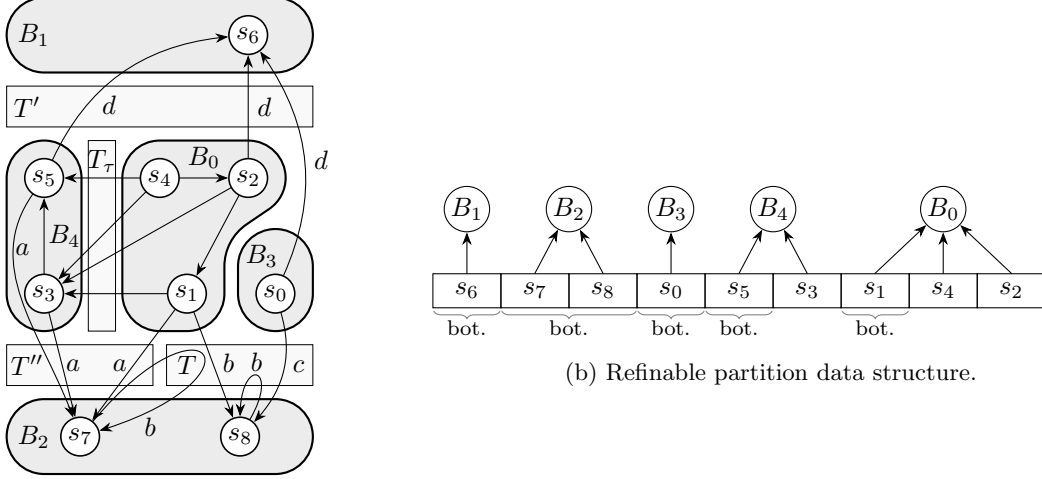 B₁ s₆
T′ d d
d
s₅ T_τ s₄ B₀ s₂
a B₄ B₃
s₃ s₁ s₀
T″ a a T b b c
b
B₂ s₇ s₈
B₁ B₂ B₃ B₄ B₀
s₆ s₇ s₈ s₀ s₅ s₃ s₁ s₄ s₂
bot. bot. bot. bot. bot.
(b) Refinable partition data structure.